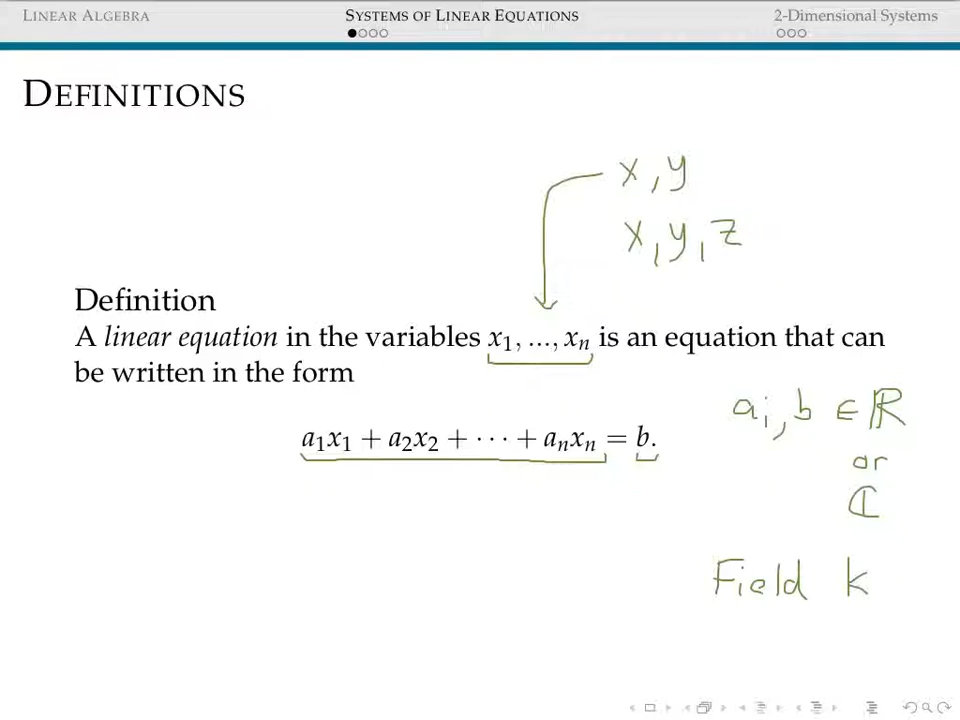 LINEAR ALGEBRA SYSTEMS OF LINEAR EQUATIONS 2-Dimensional Systems
DEFINITIONS
x, y
x, y, z
Definition
A linear equation in the variables x₁, ..., xₙ is an equation that can
be written in the form
a₁x₁ + a₂x₂ + ⋯ + aₙxₙ = b.
aᵢ, b ∈ ℝ
or
ℂ
Field k